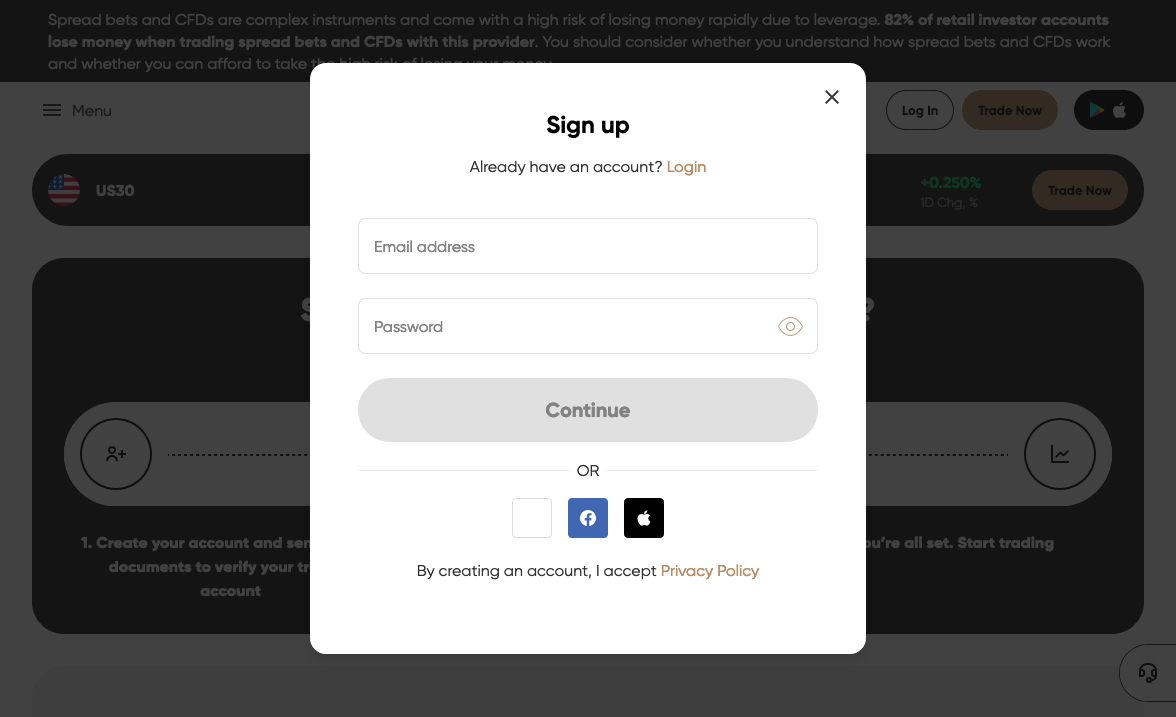 Spread bets and CFDs are complex instruments and come with a high risk of losing money rapidly due to leverage. 82% of retail investor accounts
lose money when trading spread bets and CFDs with this provider. You should consider whether you understand how spread bets and CFDs work
and whether you can afford to take the high risk of losing your money.
Menu
Log In
Trade Now
US30
+0.250%
1D Chg, %
Trade Now
Sign up
Already have an account? Login
Email address
Password
Continue
OR
By creating an account, I accept Privacy Policy
S
?
1. Create your account and sen
documents to verify your tr
account
ou're all set. Start trading